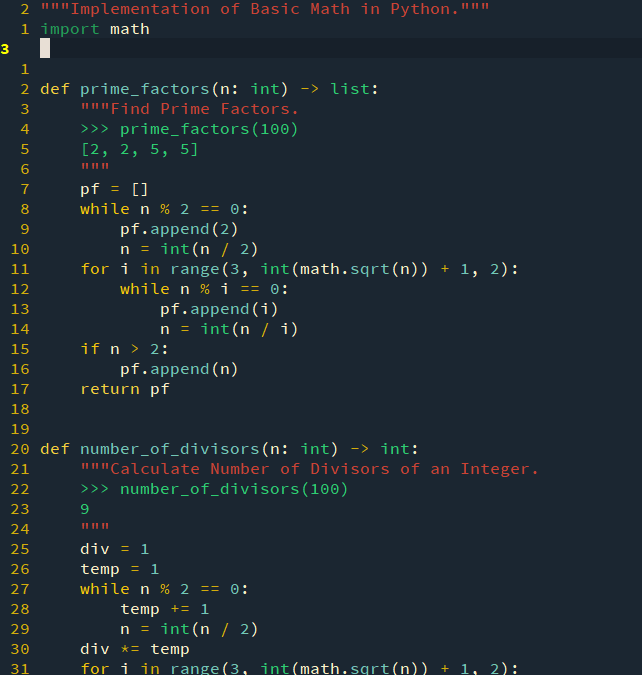 2 """Implementation of Basic Math in Python."""
1 import math
3
1
2 def prime_factors(n: int) -> list:
3     """Find Prime Factors.
4     >>> prime_factors(100)
5     [2, 2, 5, 5]
6     """
7     pf = []
8     while n % 2 == 0:
9         pf.append(2)
10         n = int(n / 2)
11     for i in range(3, int(math.sqrt(n)) + 1, 2):
12         while n % i == 0:
13             pf.append(i)
14             n = int(n / i)
15     if n > 2:
16         pf.append(n)
17     return pf
18
19
20 def number_of_divisors(n: int) -> int:
21     """Calculate Number of Divisors of an Integer.
22     >>> number_of_divisors(100)
23     9
24     """
25     div = 1
26     temp = 1
27     while n % 2 == 0:
28         temp += 1
29         n = int(n / 2)
30     div *= temp
31     for i in range(3, int(math.sqrt(n)) + 1, 2):